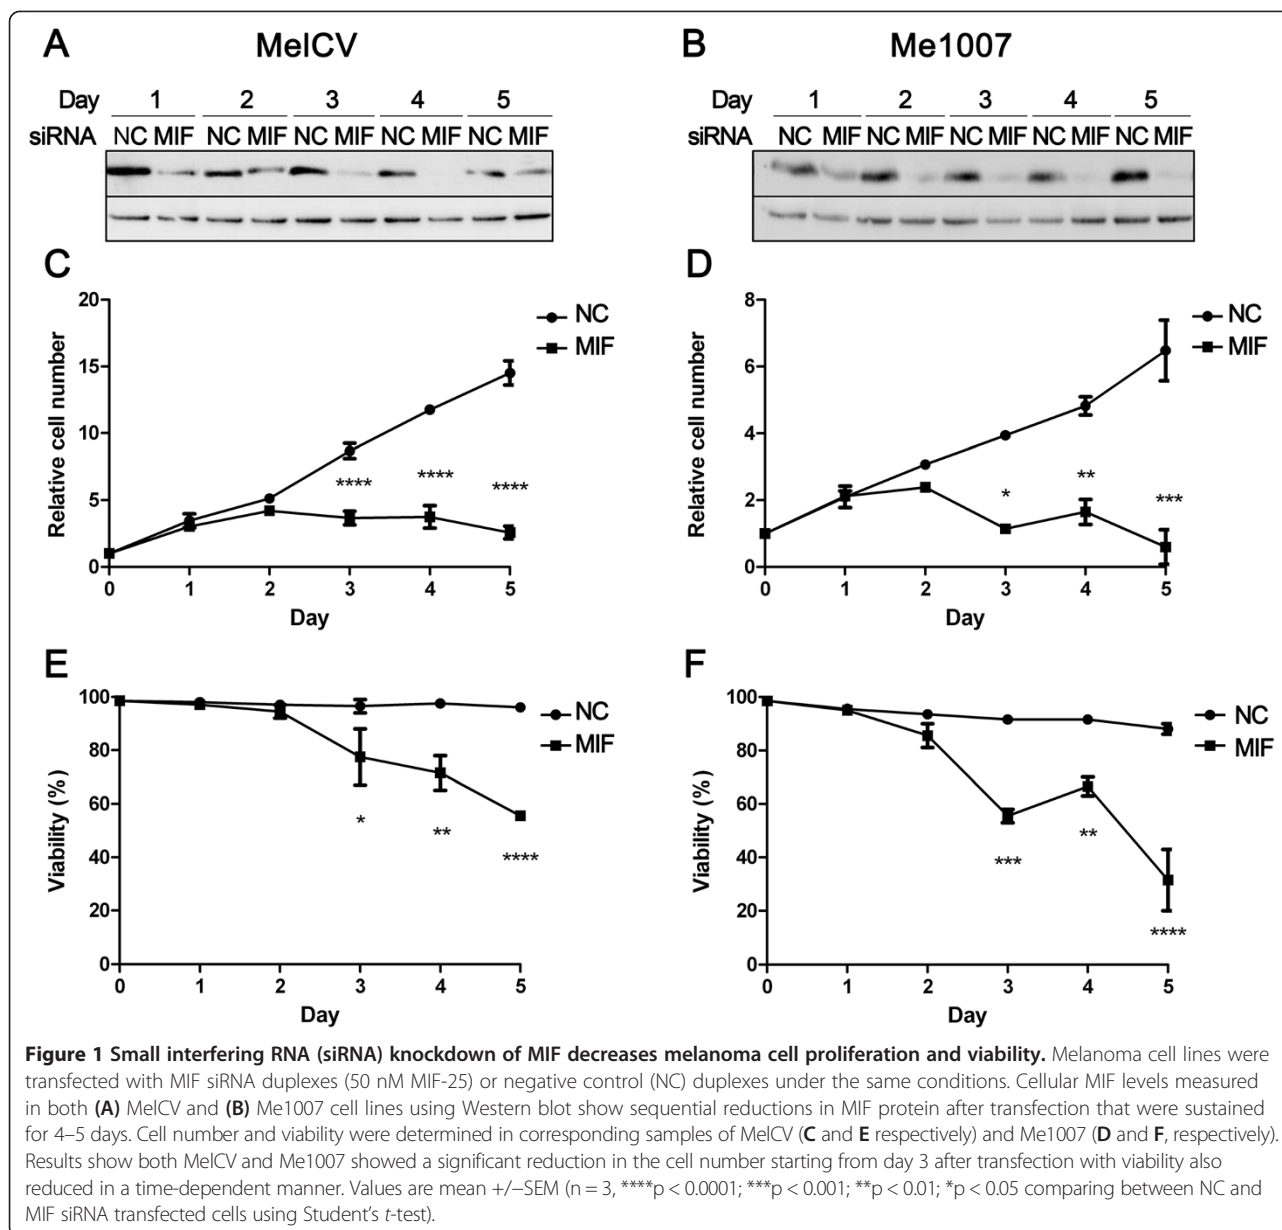 A MelCV
Day 1 2 3 4 5
siRNA NC MIF NC MIF NC MIF NC MIF NC MIF
B Me1007
Day 1 2 3 4 5
siRNA NC MIF NC MIF NC MIF NC MIF NC MIF
C
Relative cell number
20
15
10
5
0
0 1 2 3 4 5
Day
NC
MIF
**** **** ****
D
Relative cell number
8
6
4
2
0
0 1 2 3 4 5
Day
NC
MIF
* ** ***
E
Viability (%)
100
80
60
40
20
0
0 1 2 3 4 5
Day
NC
MIF
* ** ****
F
Viability (%)
100
80
60
40
20
0
0 1 2 3 4 5
Day
NC
MIF
*** ** ****
Figure 1 Small interfering RNA (siRNA) knockdown of MIF decreases melanoma cell proliferation and viability. Melanoma cell lines were
transfected with MIF siRNA duplexes (50 nM MIF-25) or negative control (NC) duplexes under the same conditions. Cellular MIF levels measured
in both (A) MelCV and (B) Me1007 cell lines using Western blot show sequential reductions in MIF protein after transfection that were sustained
for 4–5 days. Cell number and viability were determined in corresponding samples of MelCV (C and E respectively) and Me1007 (D and F, respectively).
Results show both MelCV and Me1007 showed a significant reduction in the cell number starting from day 3 after transfection with viability also
reduced in a time-dependent manner. Values are mean +/−SEM (n = 3, ****p < 0.0001; ***p < 0.001; **p < 0.01; *p < 0.05 comparing between NC and
MIF siRNA transfected cells using Student's t-test).